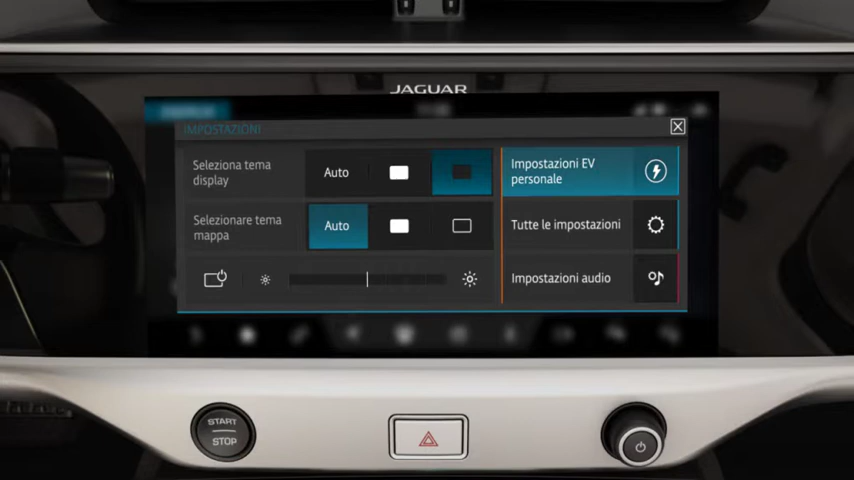 JAGUAR
IMPOSTAZIONI
Seleziona tema
display
Auto
Impostazioni EV
personale
Selezionare tema
mappa
Auto
Tutte le impostazioni
Impostazioni audio
START
STOP